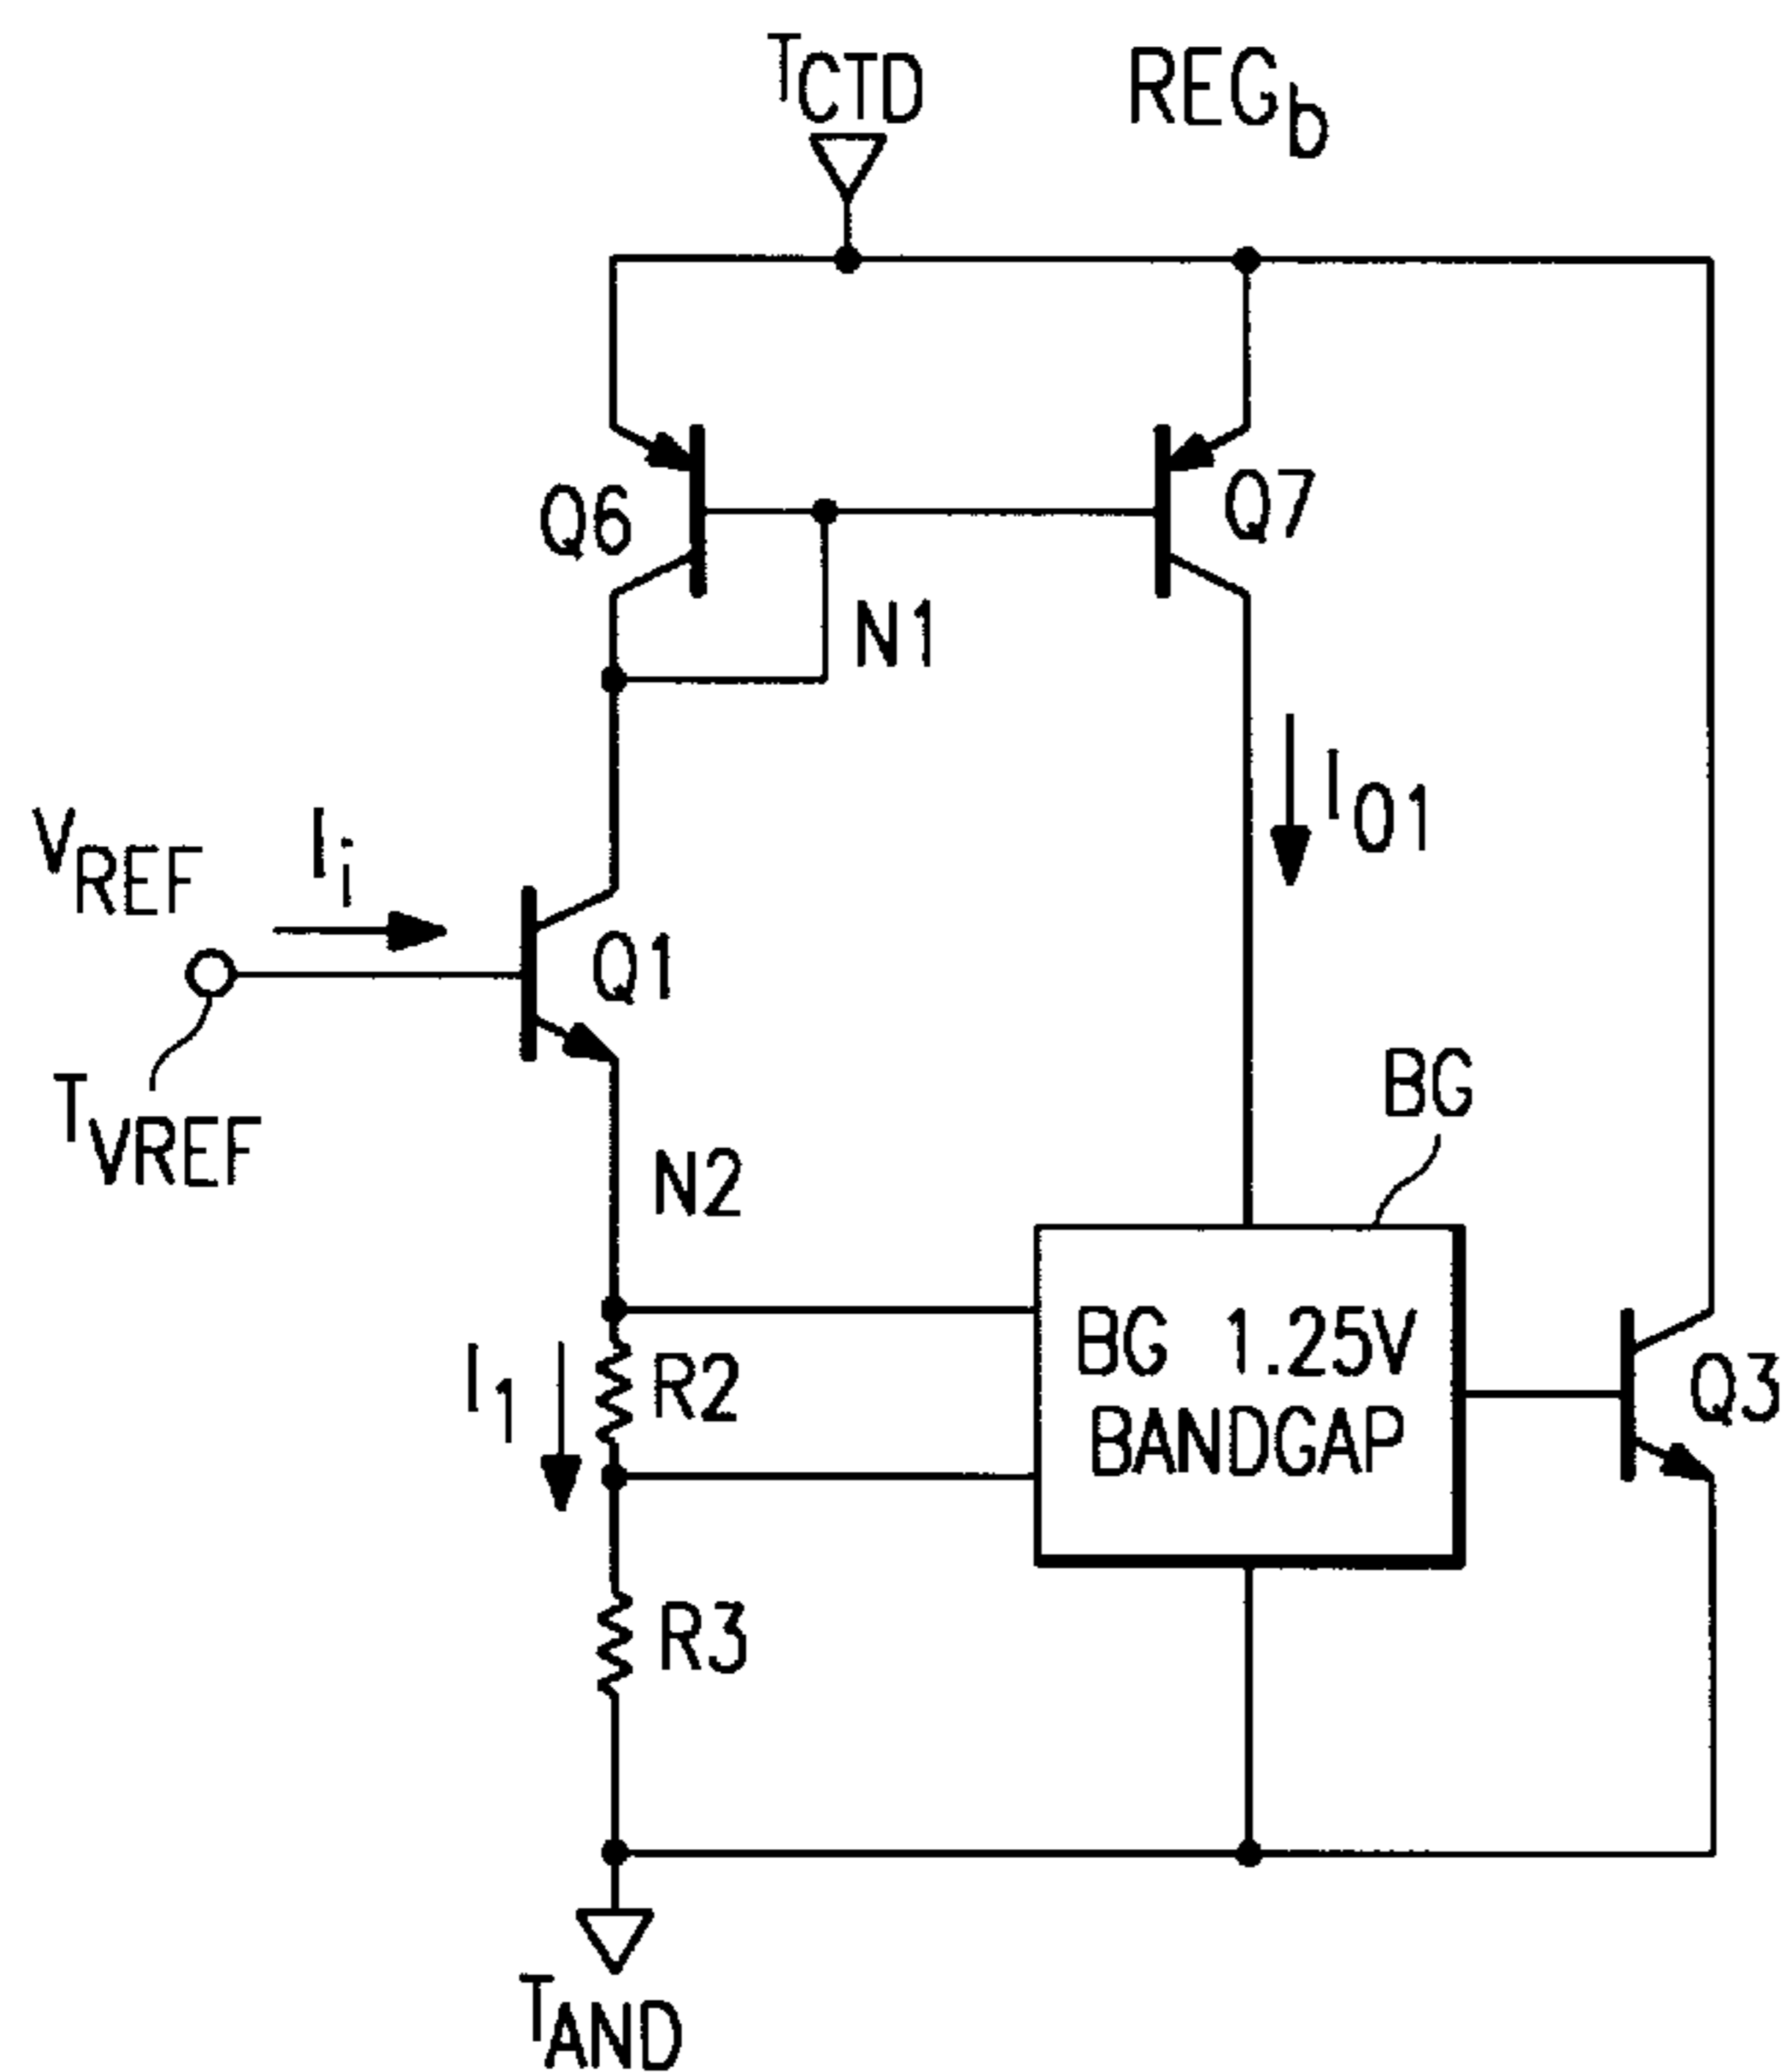 TCTD
REGb
Q6
Q7
N1
IO1
VREF
Ii
Q1
TVREF
N2
BG
I1
R2
BG 1.25V
BANDGAP
Q3
R3
TAND